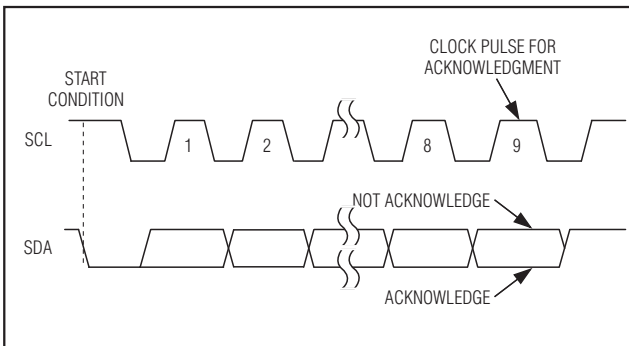 CLOCK PULSE FOR
ACKNOWLEDGMENT
START
CONDITION
SCL
1
2
8
9
NOT ACKNOWLEDGE
SDA
ACKNOWLEDGE